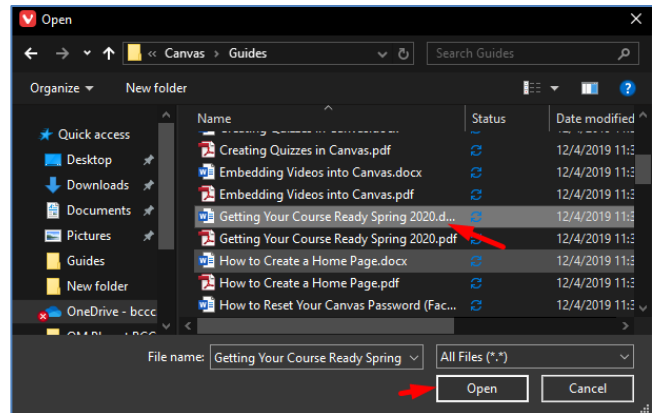 Open
« Canvas > Guides Search Guides
Organize New folder
Name Status Date modified
Quick access
Desktop
Downloads
Documents
Pictures
Guides
New folder
OneDrive - bccc
Creating Quizzes in Canvas.docx
Creating Quizzes in Canvas.pdf 12/4/2019 11:3
Embedding Videos into Canvas.docx 12/4/2019 11:3
Embedding Videos into Canvas.pdf 12/4/2019 11:3
Getting Your Course Ready Spring 2020.d... 12/4/2019 11:3
Getting Your Course Ready Spring 2020.pdf 12/4/2019 11:3
How to Create a Home Page.docx 12/4/2019 11:3
How to Create a Home Page.pdf 12/4/2019 11:3
How to Reset Your Canvas Password (Fac... 12/4/2019 11:3
File name: Getting Your Course Ready Spring All Files (*.*)
Open Cancel